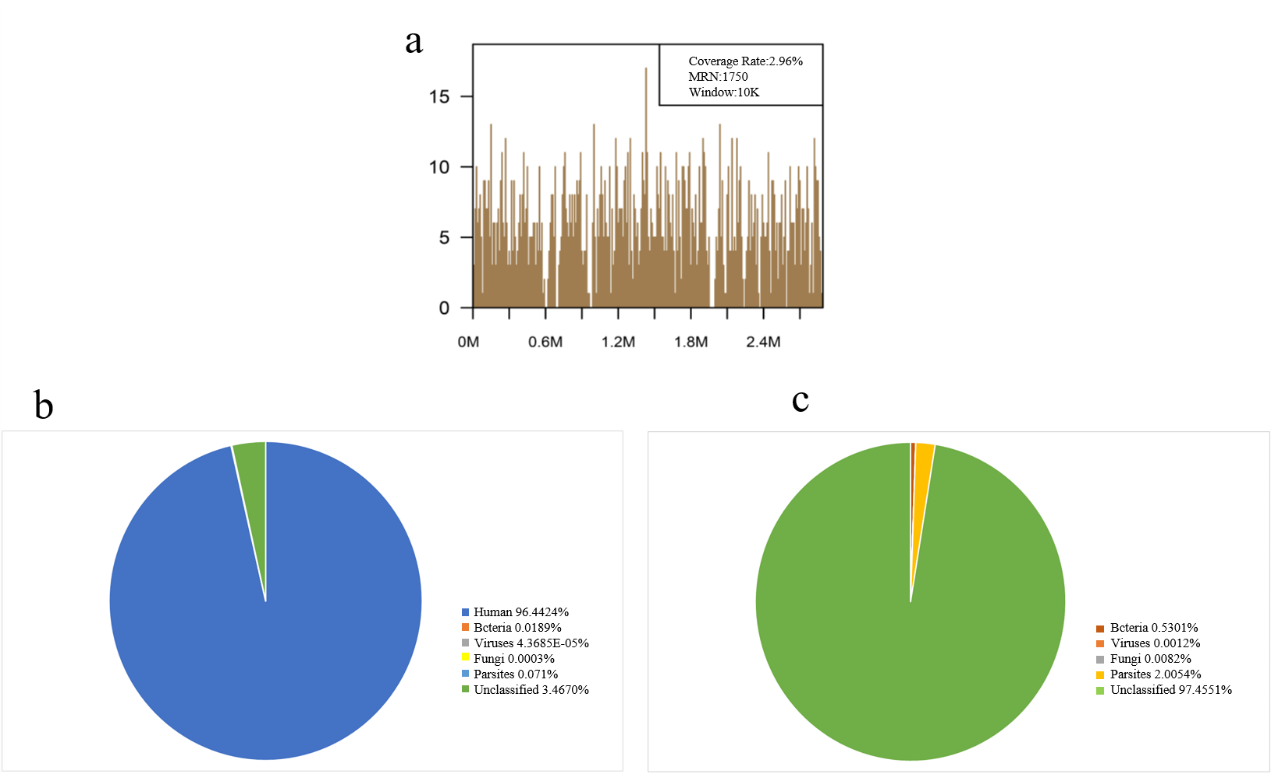 a
Coverage Rate:2.96%
MRN:1750
Window:10K
15
10
5
0
0M 0.6M 1.2M 1.8M 2.4M
b
Human 96.4424%
Bcteria 0.0189%
Viruses 4.3685E-05%
Fungi 0.0003%
Parsites 0.071%
Unclassified 3.4670%
c
Bcteria 0.5301%
Viruses 0.0012%
Fungi 0.0082%
Parsites 2.0054%
Unclassified 97.4551%